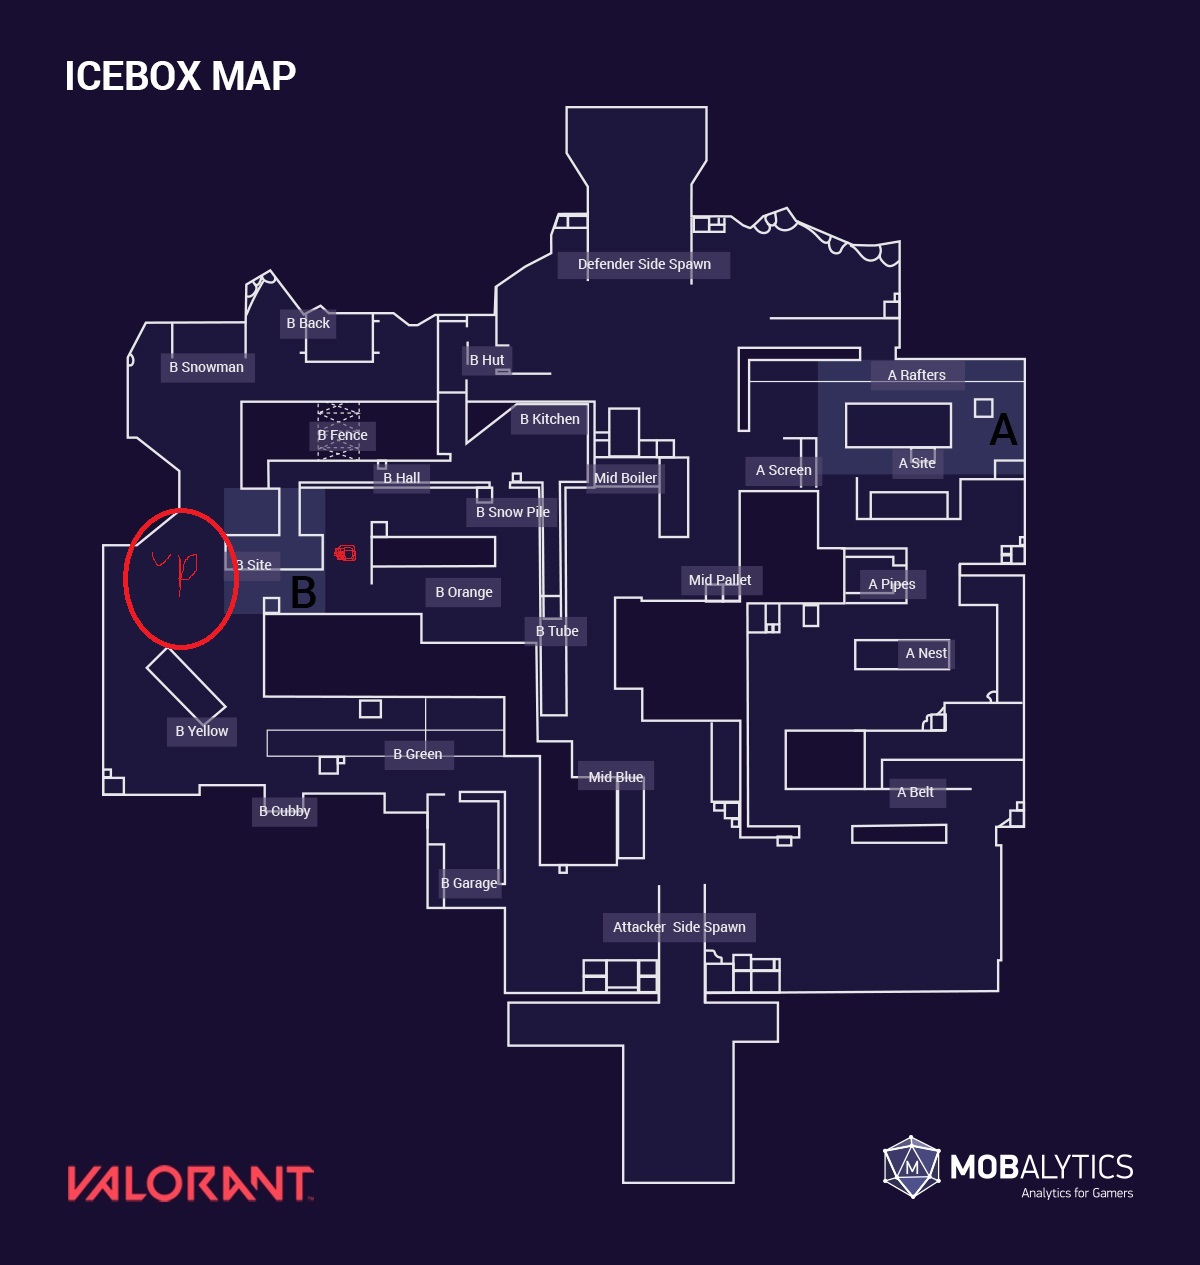 ICEBOX MAP
Defender Side Spawn
B Back
B Snowman
B Hut
A Rafters
B Kitchen
A
B Fence
A Site
A Screen
B Hall
Mid Boiler
B Snow Pile
B Site
Mid Pallet
A Pipes
B
B Orange
B Tube
A Nest
B Yellow
B Green
Mid Blue
A Belt
B Cubby
B Garage
Attacker Side Spawn
M
MOBALYTICS
VALORANT
Analytics for Gamers